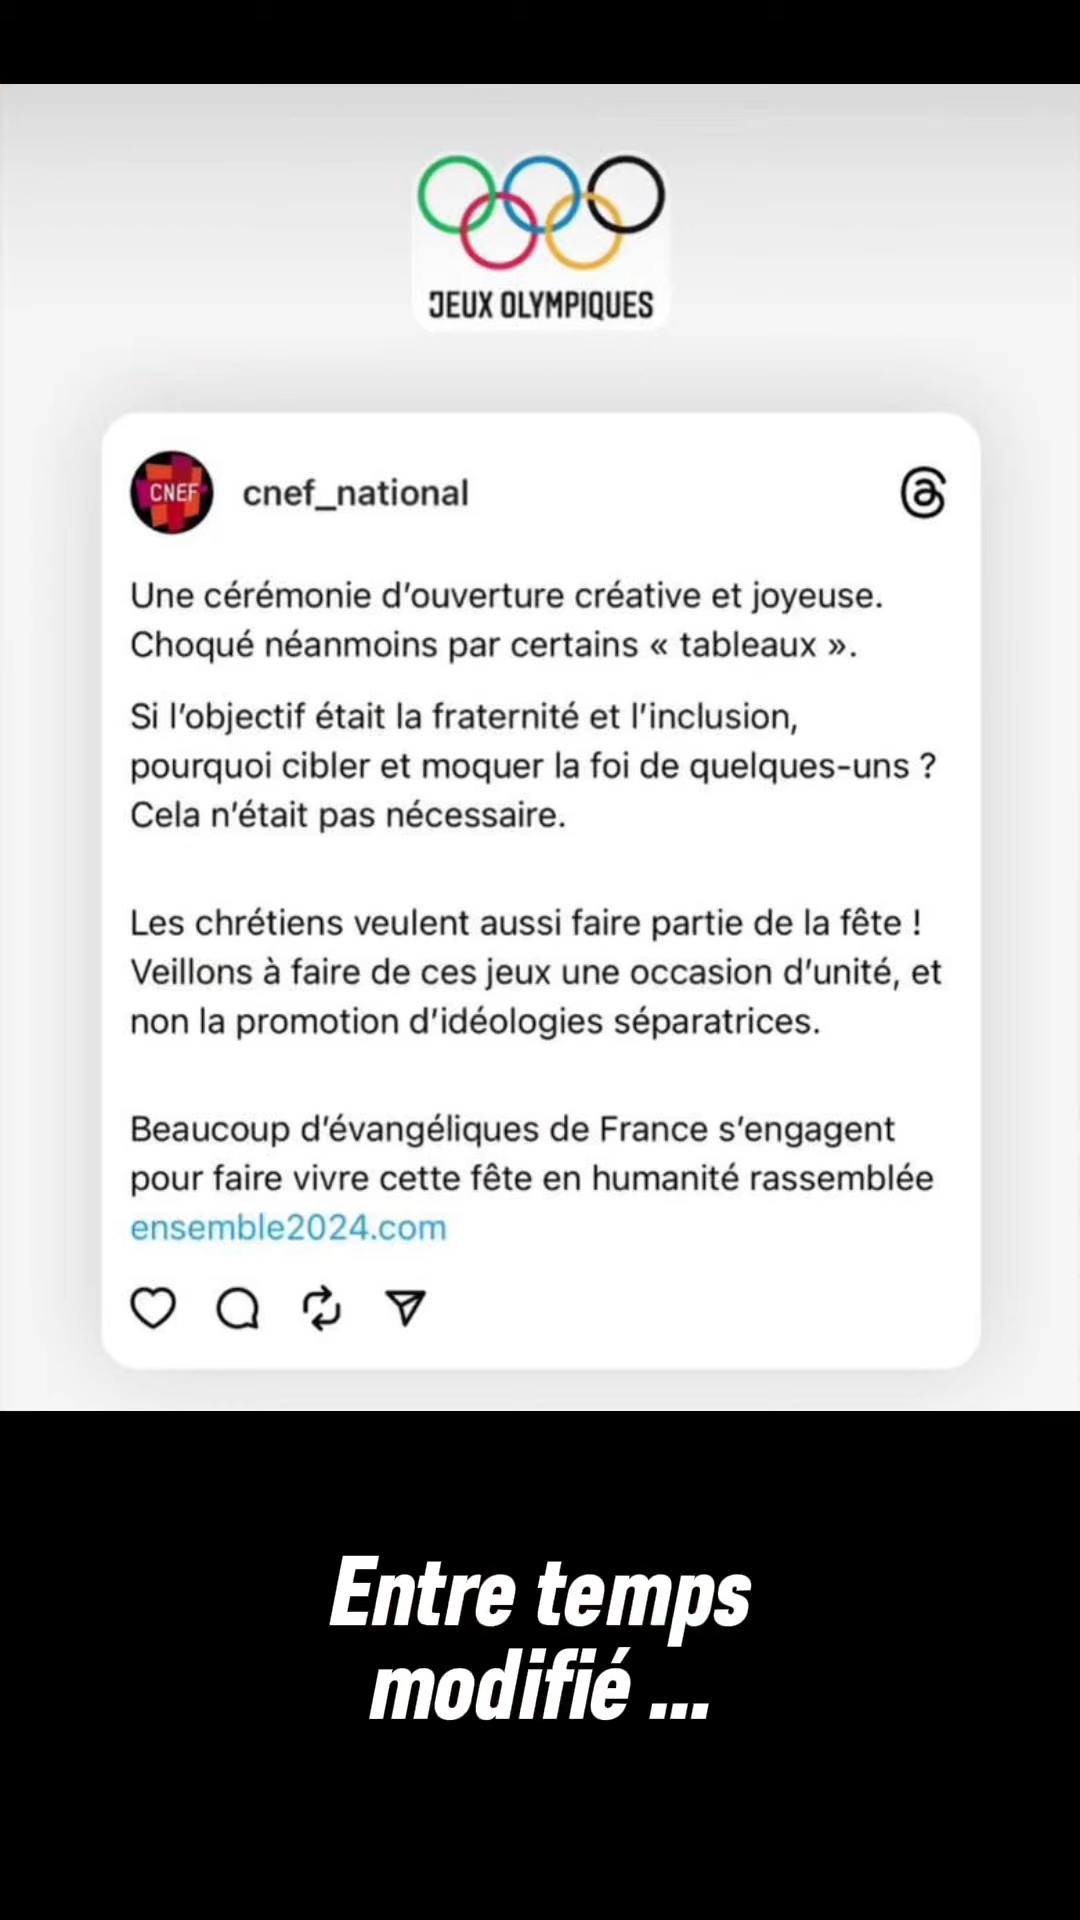 JEUX OLYMPIQUES
CNEF
cnef_national
Une cérémonie d’ouverture créative et joyeuse.
Choqué néanmoins par certains « tableaux ».
Si l’objectif était la fraternité et l’inclusion,
pourquoi cibler et moquer la foi de quelques-uns ?
Cela n’était pas nécessaire.
Les chrétiens veulent aussi faire partie de la fête !
Veillons à faire de ces jeux une occasion d’unité, et
non la promotion d’idéologies séparatrices.
Beaucoup d’évangéliques de France s’engagent
pour faire vivre cette fête en humanité rassemblée
ensemble2024.com
Entre temps
modifié ...